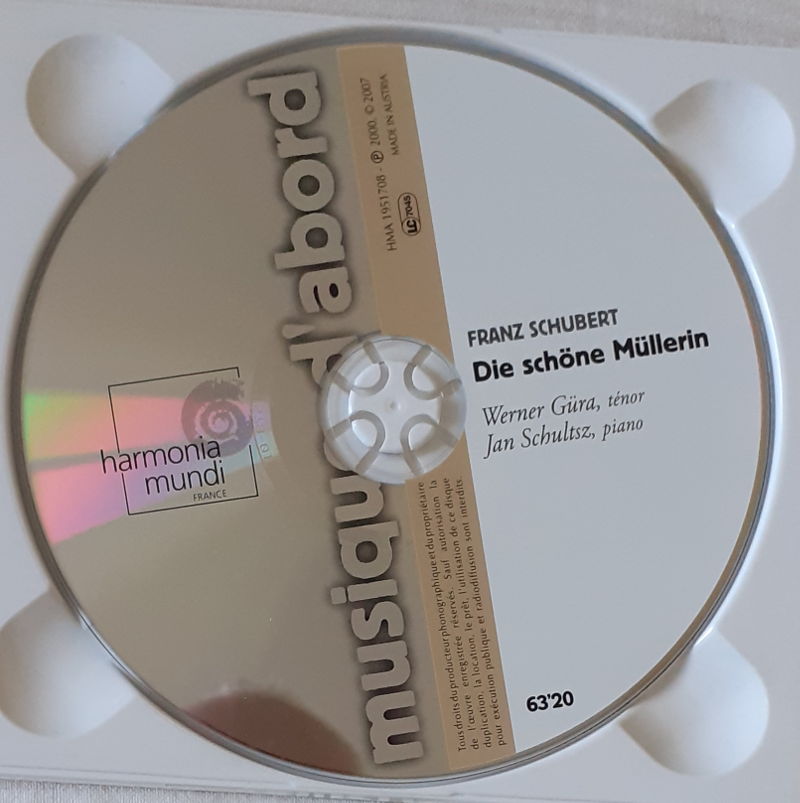 musique d'abord
HMA 1951708 - ℗ 2000, © 2007
MADE IN AUSTRIA
LC 7045
FRANZ SCHUBERT
Die schöne Müllerin
Werner Güra, ténor
Jan Schultsz, piano
harmonia
mundi
FRANCE
Tous droits du producteur phonographique et du propriétaire
de l'œuvre enregistrée réservés. Sauf autorisation la
duplication, la location, le prêt, l'utilisation de ce disque
pour exécution publique et radiodiffusion sont interdits.
63'20